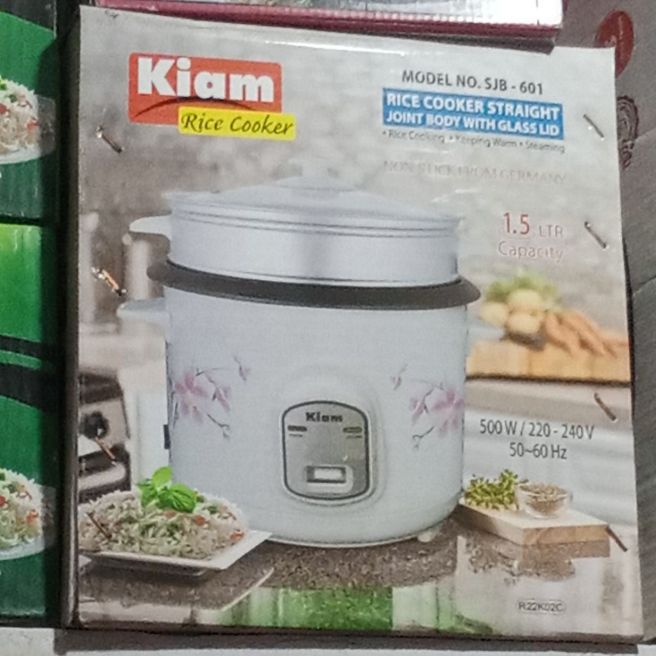 Kiam
Rice Cooker
MODEL NO. SJB - 601
RICE COOKER STRAIGHT
JOINT BODY WITH GLASS LID
• Rice Cooking • Keeping Warm • Steaming
NON-STICK FROM GERMANY
1.5 LTR
Capacity
Kiam
500 W / 220 - 240 V
50~60 Hz
R22K02C